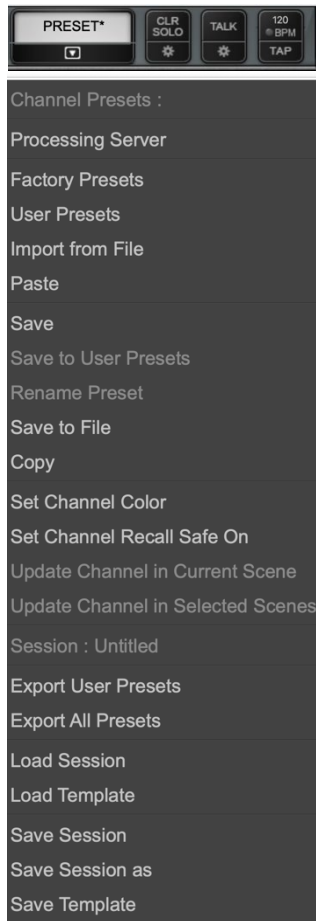 PRESET*
CLR
SOLO
TALK
120
BPM
TAP
Channel Presets :
Processing Server
Factory Presets
User Presets
Import from File
Paste
Save
Save to User Presets
Rename Preset
Save to File
Copy
Set Channel Color
Set Channel Recall Safe On
Update Channel in Current Scene
Update Channel in Selected Scenes
Session : Untitled
Export User Presets
Export All Presets
Load Session
Load Template
Save Session
Save Session as
Save Template